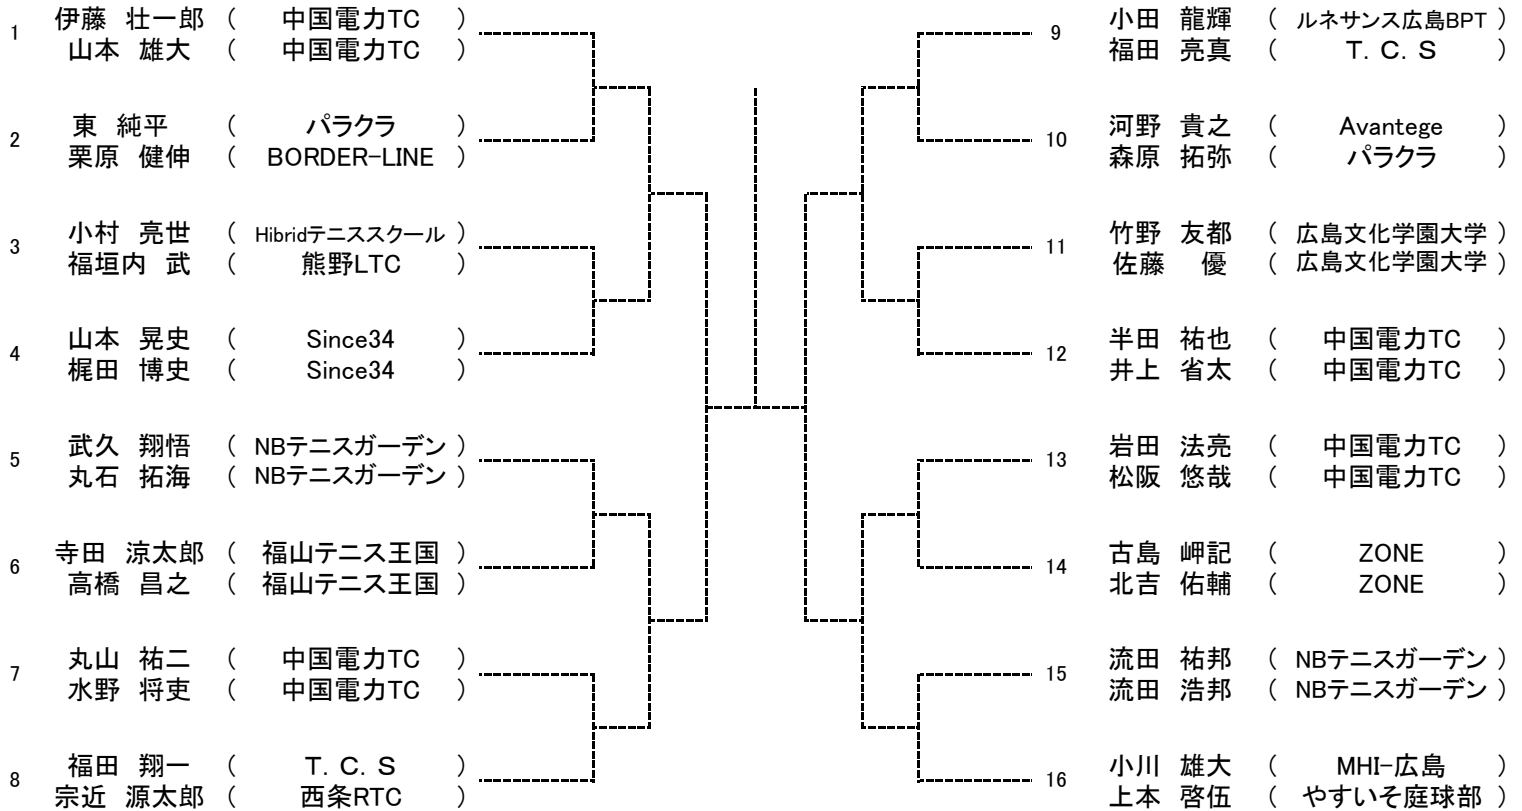 1
伊藤 壮一郎 ( 中国電力TC )
山本 雄大 ( 中国電力TC )
2
東 純平 ( パラクラ )
栗原 健伸 ( BORDER-LINE )
3
小村 亮世 ( Hibridテニススクール )
福垣内 武 ( 熊野LTC )
4
山本 晃史 ( Since34 )
梶田 博史 ( Since34 )
5
武久 翔悟 ( NBテニスガーデン )
丸石 拓海 ( NBテニスガーデン )
6
寺田 涼太郎 ( 福山テニス王国 )
高橋 昌之 ( 福山テニス王国 )
7
丸山 祐二 ( 中国電力TC )
水野 将吏 ( 中国電力TC )
8
福田 翔一 ( T. C. S )
宗近 源太郎 ( 西条RTC )
9
小田 龍輝 ( ルネサンス広島BPT )
福田 亮真 ( T. C. S )
10
河野 貴之 ( Avantege )
森原 拓弥 ( パラクラ )
11
竹野 友都 ( 広島文化学園大学 )
佐藤 優 ( 広島文化学園大学 )
12
半田 祐也 ( 中国電力TC )
井上 省太 ( 中国電力TC )
13
岩田 法亮 ( 中国電力TC )
松阪 悠哉 ( 中国電力TC )
14
古島 岬記 ( ZONE )
北吉 佑輔 ( ZONE )
15
流田 祐邦 ( NBテニスガーデン )
流田 浩邦 ( NBテニスガーデン )
16
小川 雄大 ( MHI-広島 )
上本 啓伍 ( やすいそ庭球部 )